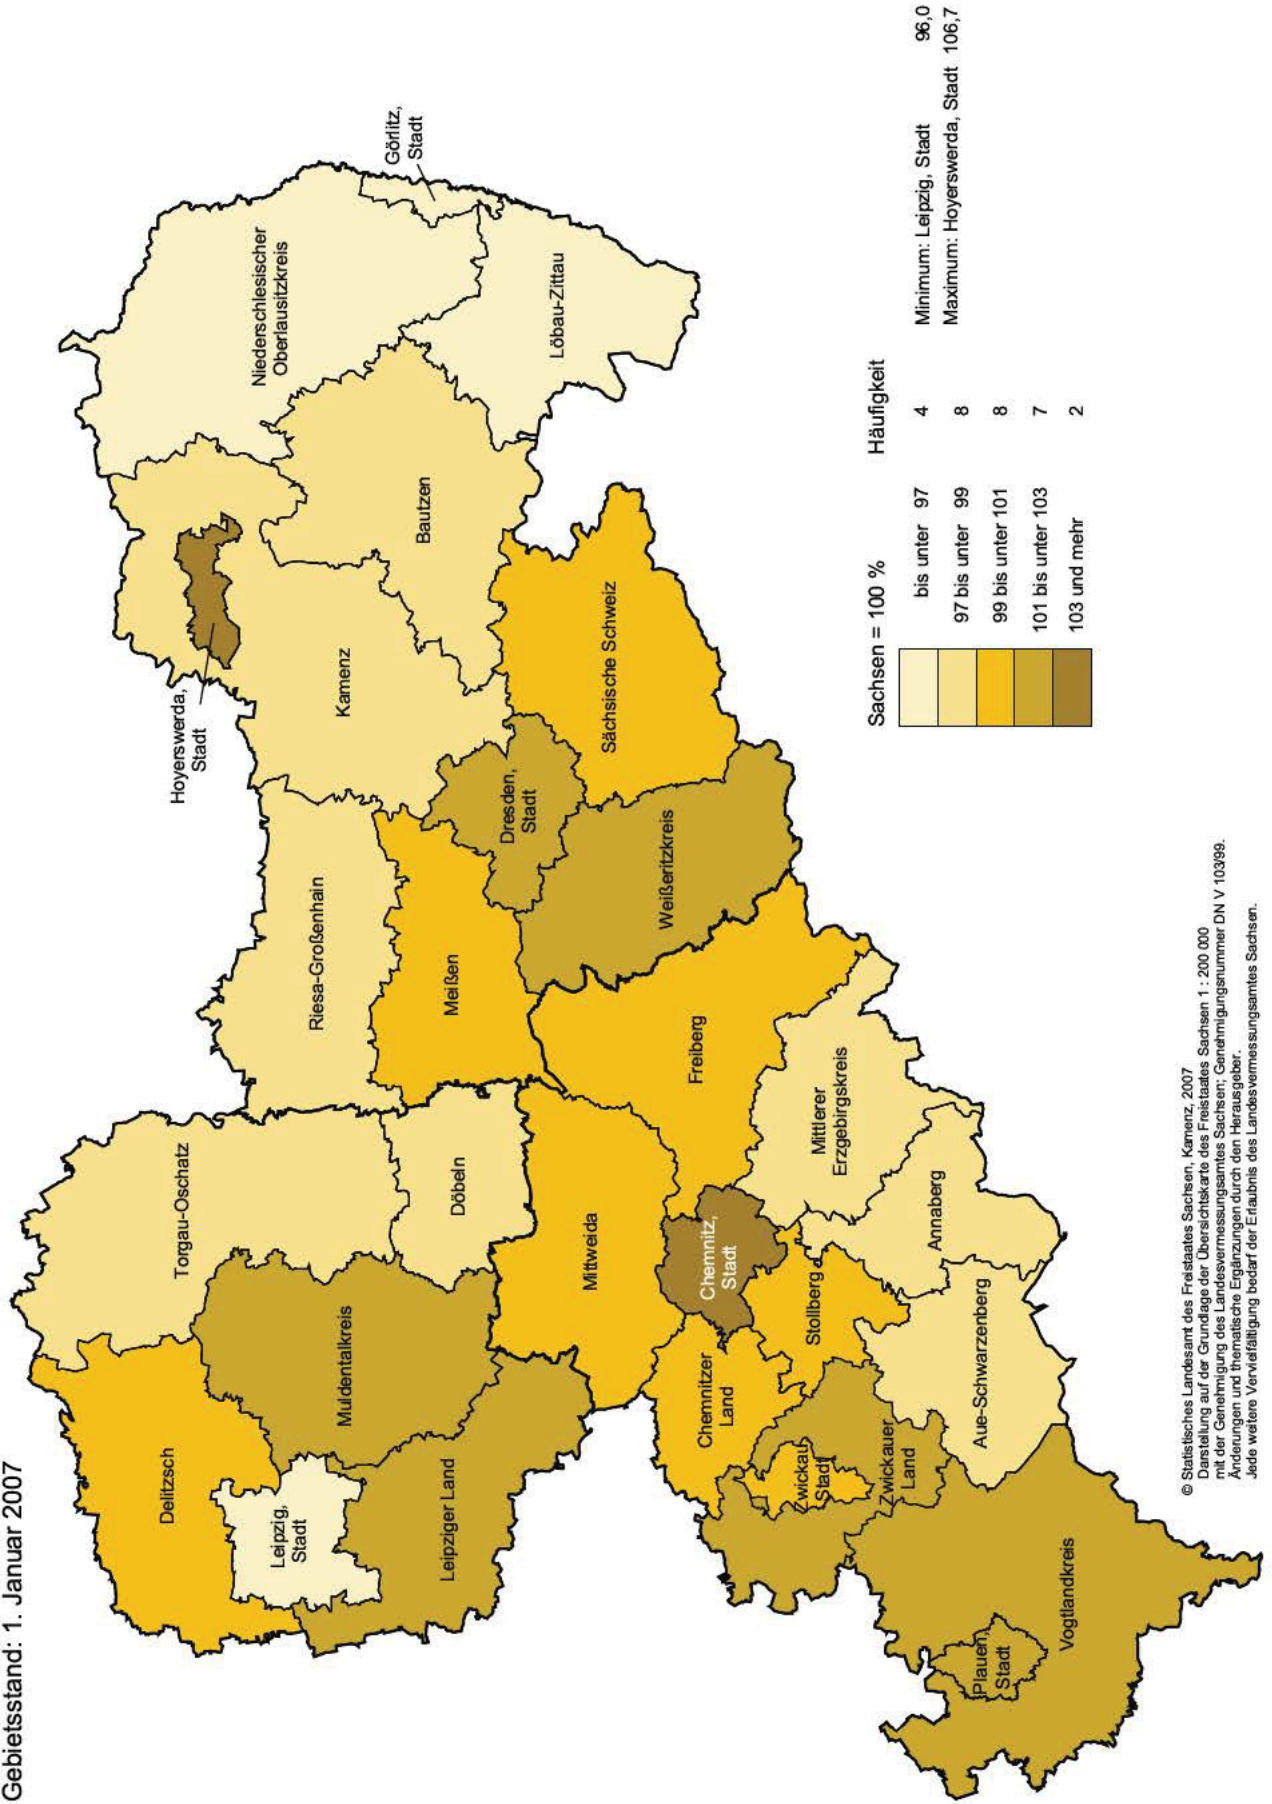 Gebietsstand: 1. Januar 2007
Torgau-Oschatz
Delitzsch
Leipzig,
Stadt
Muldentalkreis
Leipziger Land
Döbeln
Riesa-Großenhain
Meißen
Hoyerswerda,
Stadt
Kamenz
Bautzen
Niederschlesischer
Oberlausitzkreis
Görlitz,
Stadt
Löbau-Zittau
Dresden,
Stadt
Sächsische Schweiz
Weißeritzkreis
Mittweida
Freiberg
Chemnitz,
Stadt
Chemnitzer
Land
Stollberg
Mittlerer
Erzgebirgskreis
Annaberg
Aue-Schwarzenberg
Zwickau,
Stadt
Zwickauer
Land
Plauen,
Stadt
Vogtlandkreis
Sachsen = 100 % Häufigkeit
bis unter 97 4 Minimum: Leipzig, Stadt 96,0
97 bis unter 99 8 Maximum: Hoyerswerda, Stadt 106,7
99 bis unter 101 8
101 bis unter 103 7
103 und mehr 2
© Statistisches Landesamt des Freistaates Sachsen, Kamenz, 2007
Darstellung auf der Grundlage der Übersichtskarte des Freistaates Sachsen 1 : 200 000
mit der Genehmigung des Landesvermessungsamtes Sachsen; Genehmigungsnummer DN V 103/99.
Änderungen und thematische Ergänzungen durch den Herausgeber.
Jede weitere Vervielfältigung bedarf der Erlaubnis des Landesvermessungsamtes Sachsen.